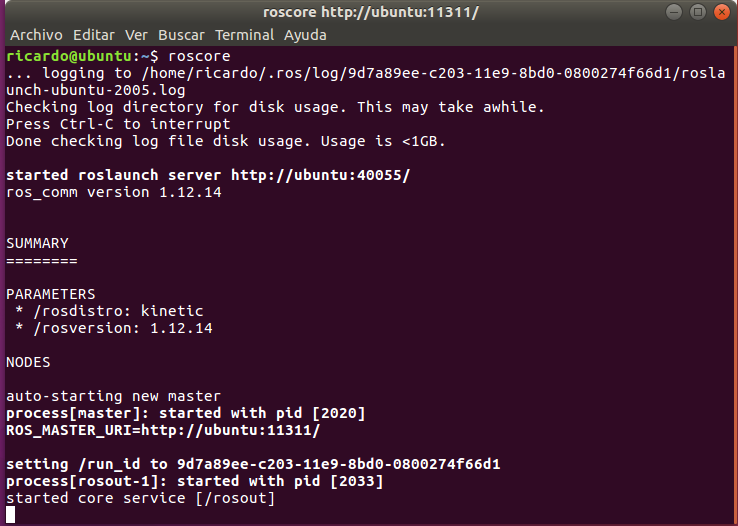 roscore http://ubuntu:11311/
Archivo Editar Ver Buscar Terminal Ayuda
ricardo@ubuntu:~$ roscore
... logging to /home/ricardo/.ros/log/9d7a89ee-c203-11e9-8bd0-0800274f66d1/rosla
unch-ubuntu-2005.log
Checking log directory for disk usage. This may take awhile.
Press Ctrl-C to interrupt
Done checking log file disk usage. Usage is <1GB.
started roslaunch server http://ubuntu:40055/
ros_comm version 1.12.14
SUMMARY
========
PARAMETERS
* /rosdistro: kinetic
* /rosversion: 1.12.14
NODES
auto-starting new master
process[master]: started with pid [2020]
ROS_MASTER_URI=http://ubuntu:11311/
setting /run_id to 9d7a89ee-c203-11e9-8bd0-0800274f66d1
process[rosout-1]: started with pid [2033]
started core service [/rosout]